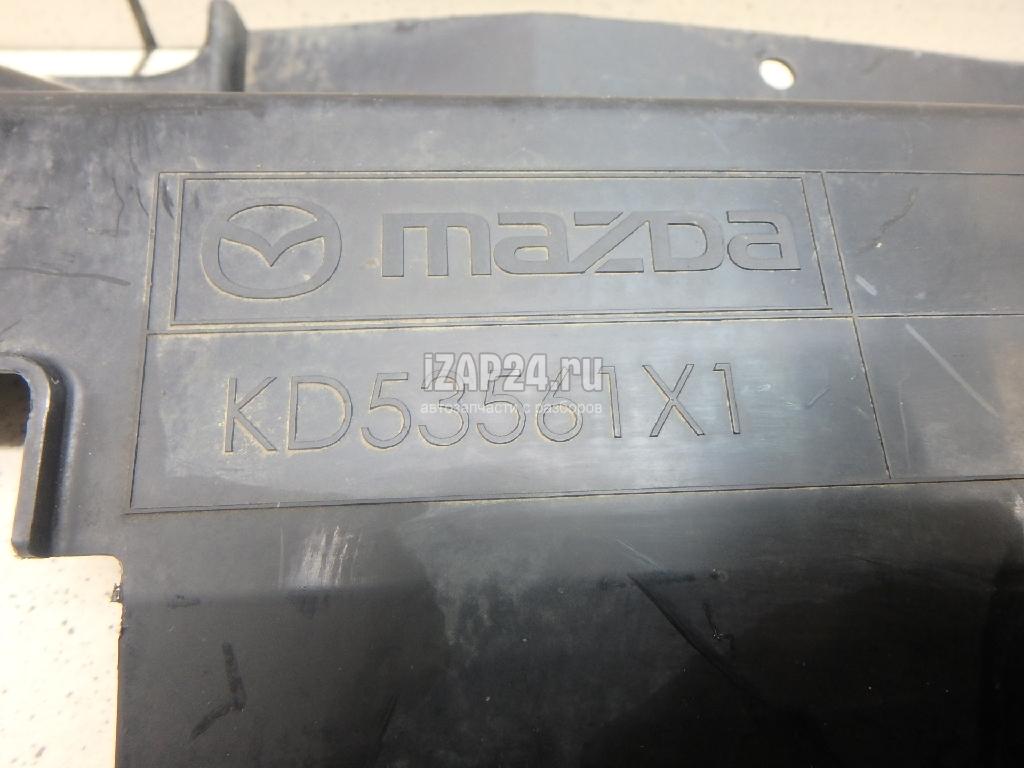 mazda
KD53561X1
iZAP24.ru
автозапчасти с разборов